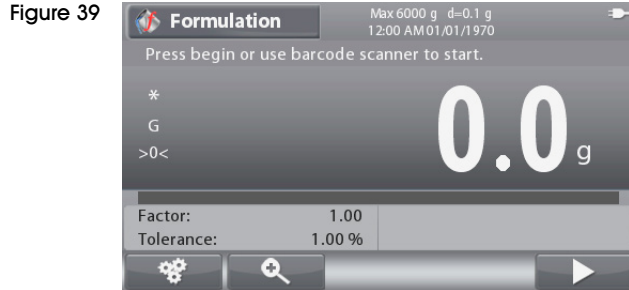 Figure 39
Formulation
Max 6000 g d=0.1 g
12:00 AM 01/01/1970
Press begin or use barcode scanner to start.
*
G
>0<
0.0 g
Factor: 1.00
Tolerance: 1.00 %